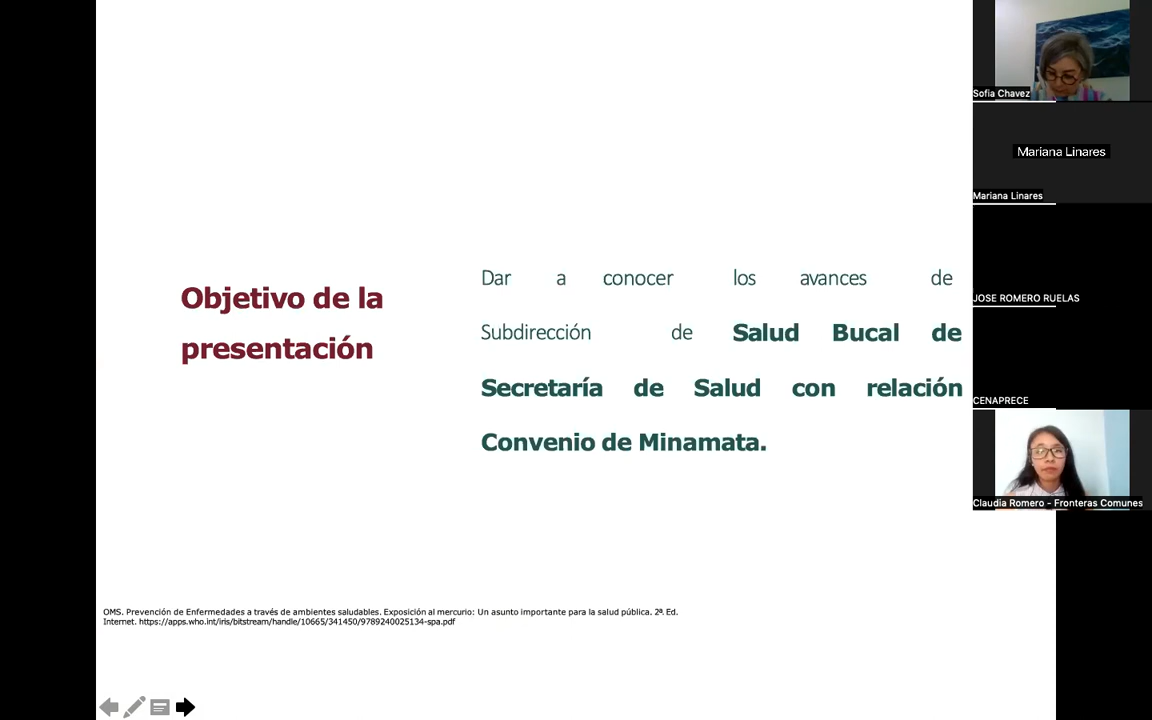 Objetivo de la
presentación
Dar a conocer los avances de
Subdirección de Salud Bucal de
Secretaría de Salud con relación
Convenio de Minamata.
OMS. Prevención de Enfermedades a través de ambientes saludables. Exposición al mercurio: Un asunto importante para la salud pública. 2ª. Ed.
Internet. https://apps.who.int/iris/bitstream/handle/10665/341450/9789240025134-spa.pdf
Sofia Chavez
Mariana Linares
Mariana Linares
JOSE ROMERO RUELAS
CENAPRECE
Claudia Romero - Fronteras Comunes